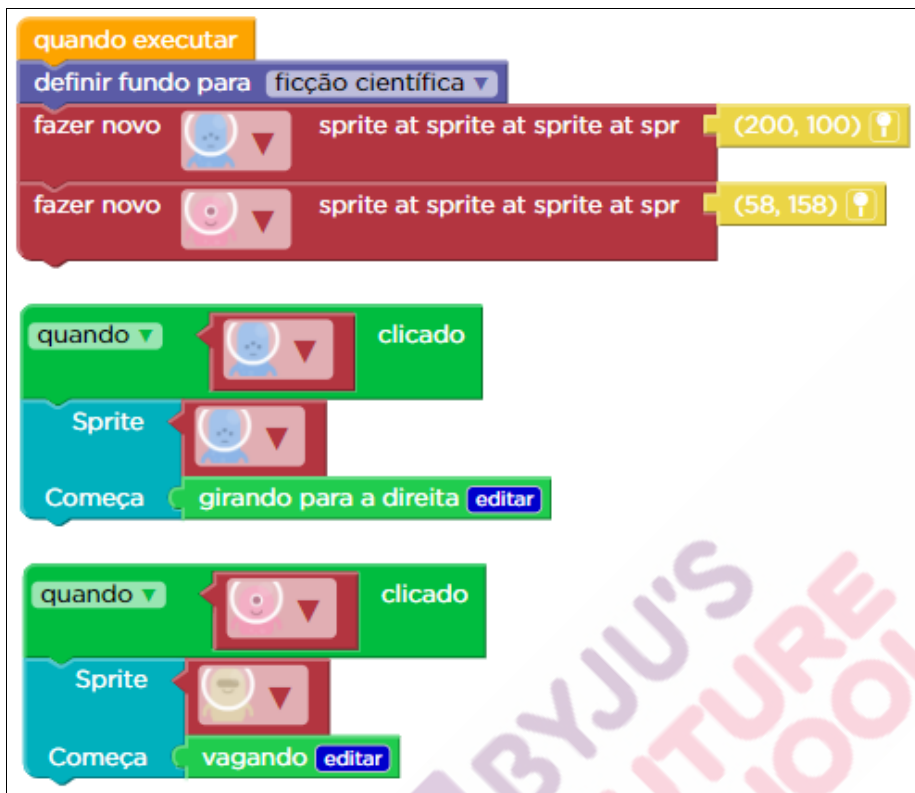 quando executar
definir fundo para ficção científica
fazer novo sprite at sprite at sprite at spr (200, 100)
fazer novo sprite at sprite at sprite at spr (58, 158)
quando clicado
Sprite
Começa girando para a direita editar
quando clicado
Sprite
Começa vagando editar
BYJU'S